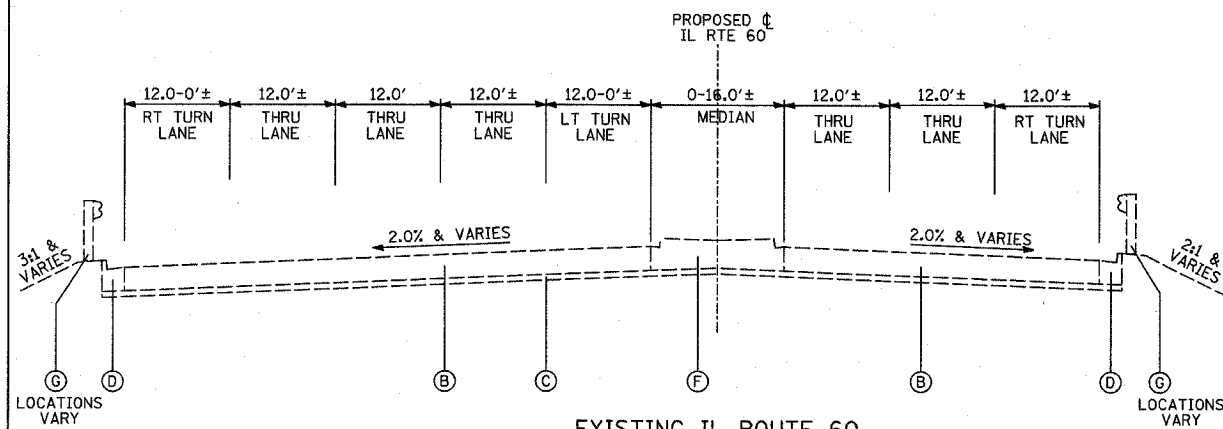 PROPOSED ℄
IL RTE 60
12.0-0'± 12.0'± 12.0' 12.0'± 12.0-0'± 0-16.0'± 12.0'± 12.0'± 12.0'±
RT TURN LANE
THRU LANE
THRU LANE
THRU LANE
LT TURN LANE
MEDIAN
THRU LANE
THRU LANE
RT TURN LANE
3:1 & VARIES
2.0% & VARIES
2.0% & VARIES
2:1 & VARIES
G D B C F B D G
LOCATIONS VARY
LOCATIONS VARY
EXISTING IL ROUTE 60